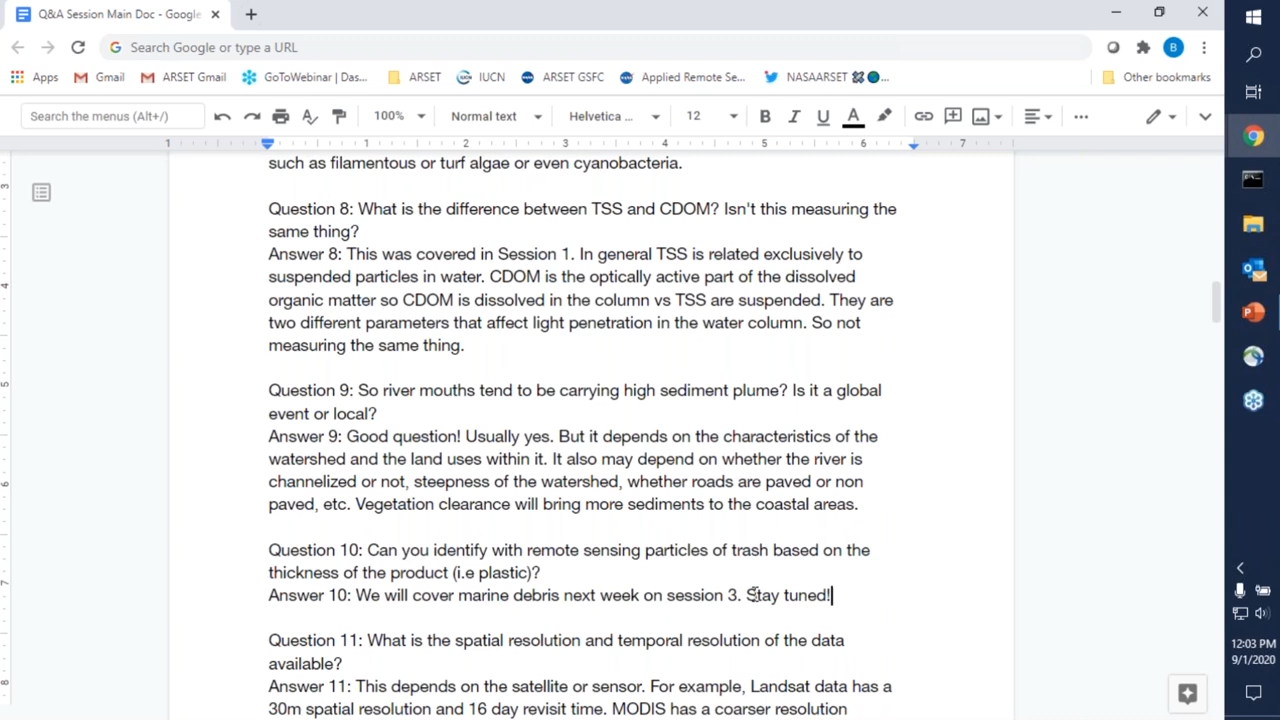 Q&A Session Main Doc - Google
Search Google or type a URL
B
Apps
Gmail
ARSET Gmail
GoToWebinar | Das...
ARSET
IUCN
ARSET GSFC
Applied Remote Se...
NASAARSET
Other bookmarks
Search the menus (Alt+/)
100%
Normal text
Helvetica ...
12
B I U A
1 1 2 3 4 5 6 7
such as filamentous or turf algae or even cyanobacteria.
Question 8: What is the difference between TSS and CDOM? Isn't this measuring the
same thing?
Answer 8: This was covered in Session 1. In general TSS is related exclusively to
suspended particles in water. CDOM is the optically active part of the dissolved
organic matter so CDOM is dissolved in the column vs TSS are suspended. They are
two different parameters that affect light penetration in the water column. So not
measuring the same thing.
Question 9: So river mouths tend to be carrying high sediment plume? Is it a global
event or local?
Answer 9: Good question! Usually yes. But it depends on the characteristics of the
watershed and the land uses within it. It also may depend on whether the river is
channelized or not, steepness of the watershed, whether roads are paved or non
paved, etc. Vegetation clearance will bring more sediments to the coastal areas.
Question 10: Can you identify with remote sensing particles of trash based on the
thickness of the product (i.e plastic)?
Answer 10: We will cover marine debris next week on session 3. Stay tuned!
Question 11: What is the spatial resolution and temporal resolution of the data
available?
Answer 11: This depends on the satellite or sensor. For example, Landsat data has a
30m spatial resolution and 16 day revisit time. MODIS has a coarser resolution
3
4
5
6
7
8
12:03 PM
9/1/2020